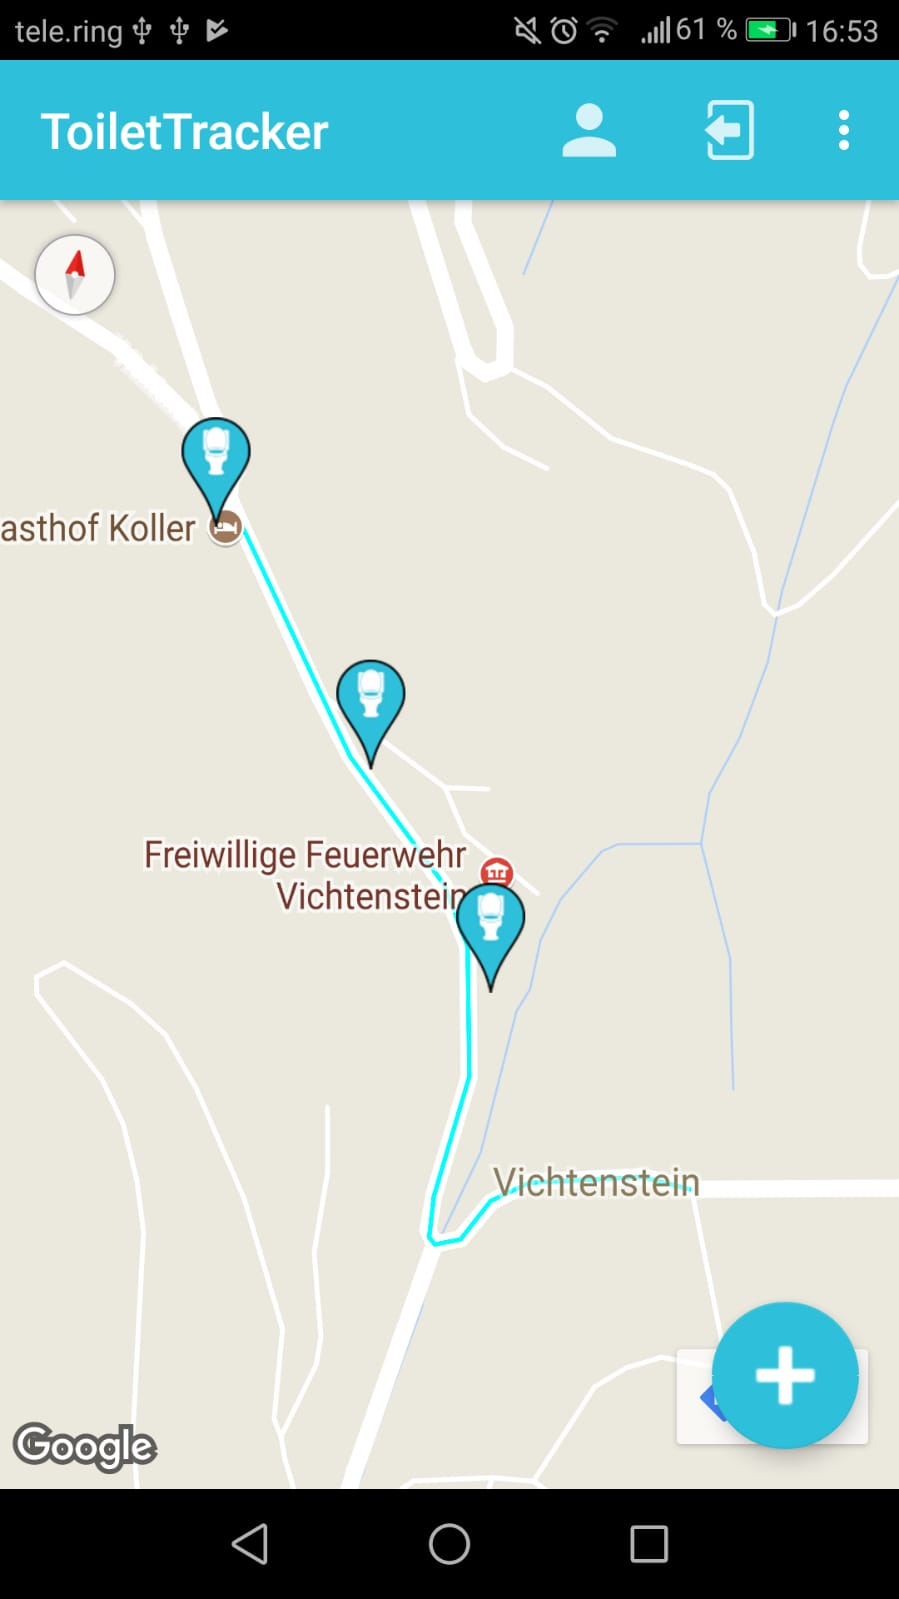 tele.ring 61 % 16:53
ToiletTracker
asthof Koller
Freiwillige Feuerwehr
Vichtenstein
Vichtenstein
Google